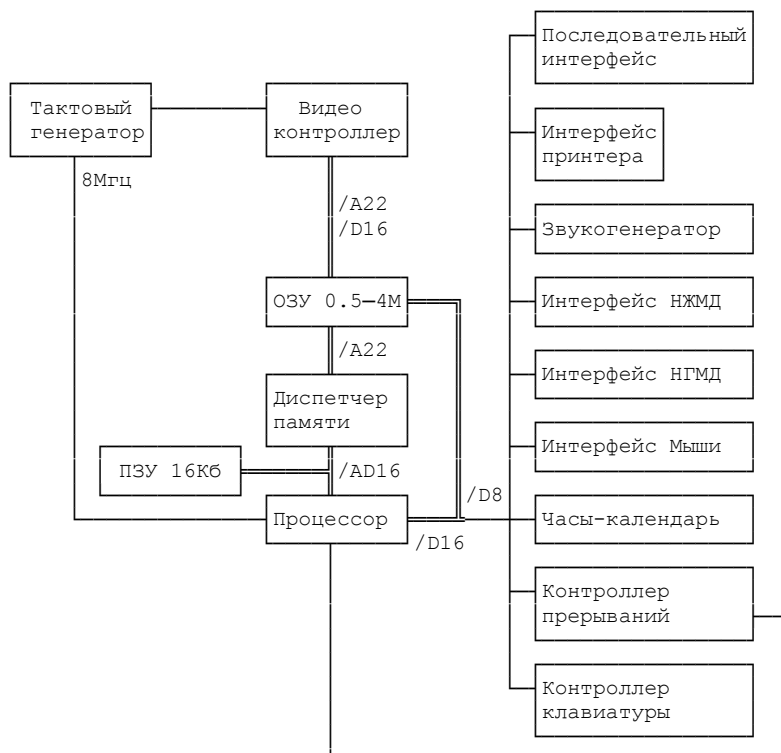 Последовательный
интерфейс
Тактовый
генератор
Видео
контроллер
Интерфейс
принтера
8Мгц
/A22
/D16
Звукогенератор
ОЗУ 0.5—4М
Интерфейс НЖМД
/A22
Интерфейс НГМД
Диспетчер
памяти
Интерфейс Мыши
ПЗУ 16Кб
/AD16
/D8
Процессор
Часы-календарь
/D16
Контроллер
прерываний
Контроллер
клавиатуры